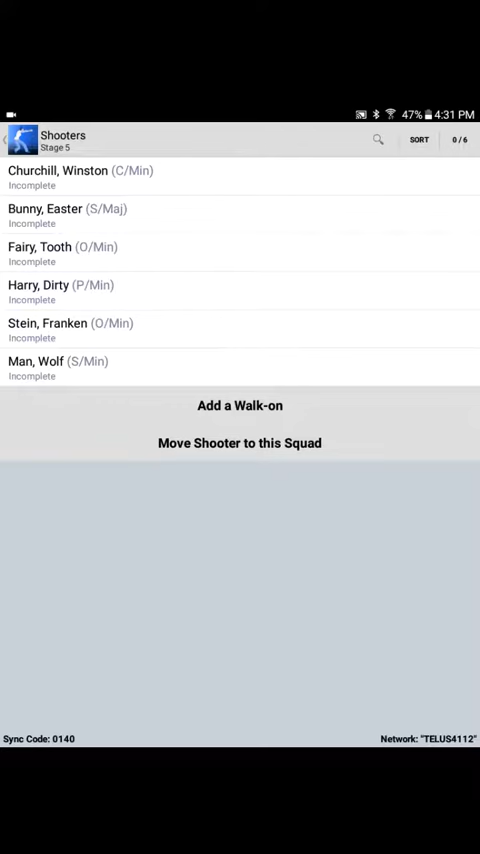 47% 4:31 PM
Shooters
Stage 5
SORT
0 / 6
Churchill, Winston (C/Min)
Incomplete
Bunny, Easter (S/Maj)
Incomplete
Fairy, Tooth (O/Min)
Incomplete
Harry, Dirty (P/Min)
Incomplete
Stein, Franken (O/Min)
Incomplete
Man, Wolf (S/Min)
Incomplete
Add a Walk-on
Move Shooter to this Squad
Sync Code: 0140
Network: "TELUS4112"